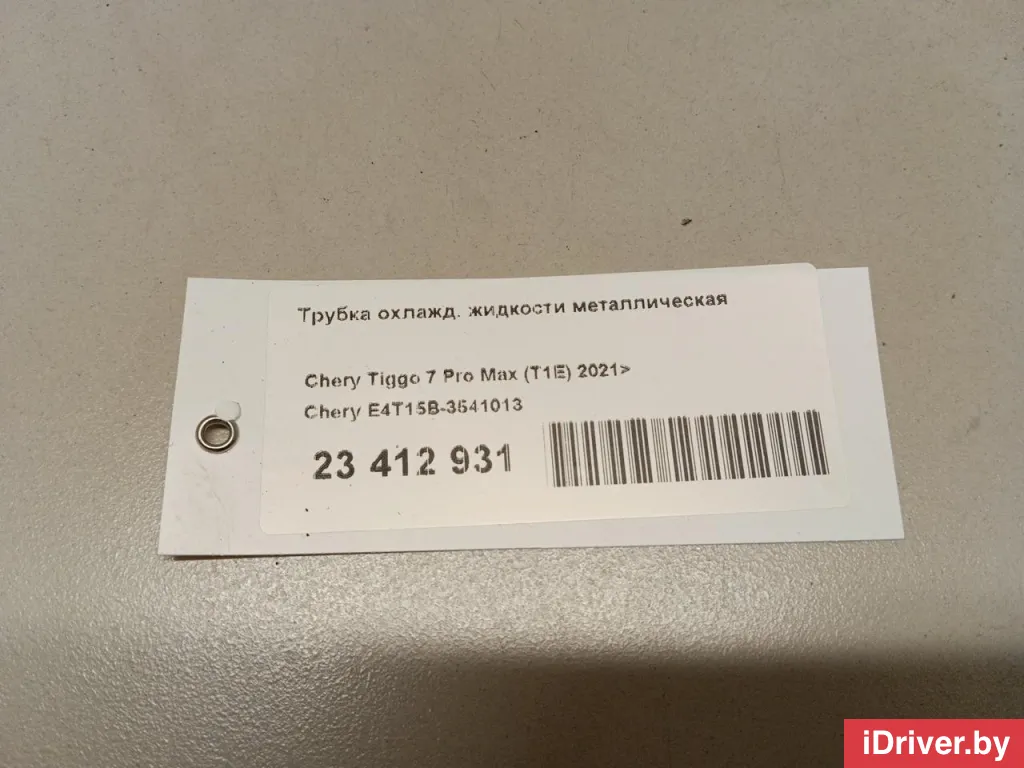 Трубка охлажд. жидкости металлическая
Chery Tiggo 7 Pro Max (T1E) 2021>
Chery E4T15B-3541013
23 412 931
iDriver.by